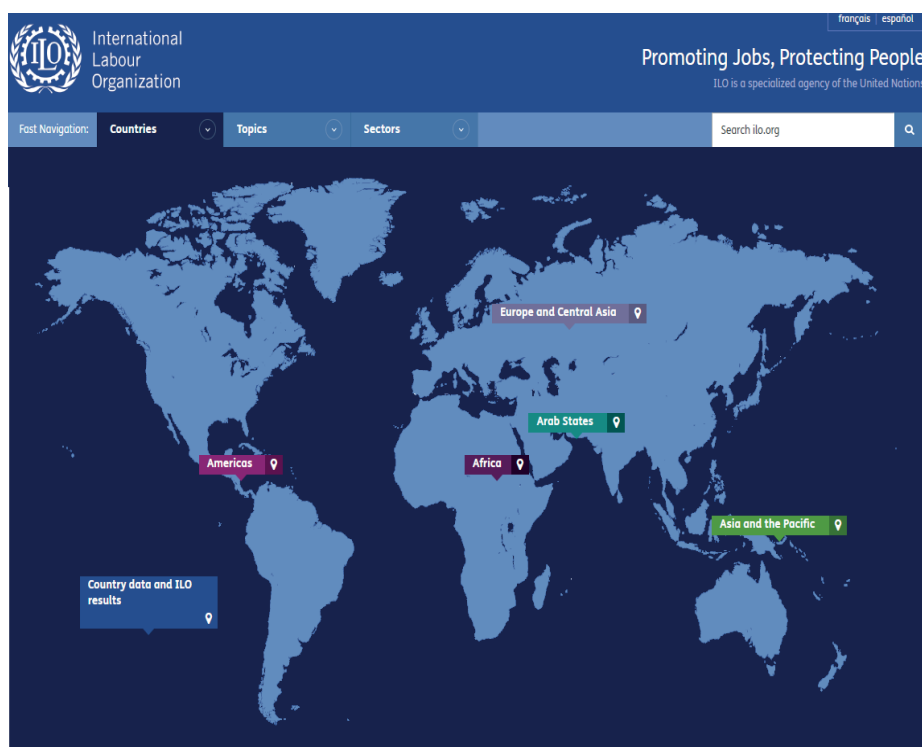 français | español
International
Labour
Organization
Promoting Jobs, Protecting People
ILO is a specialized agency of the United Nations
Fast Navigation: Countries Topics Sectors Search ilo.org
Europe and Central Asia
Arab States
Americas
Africa
Asia and the Pacific
Country data and ILO
results